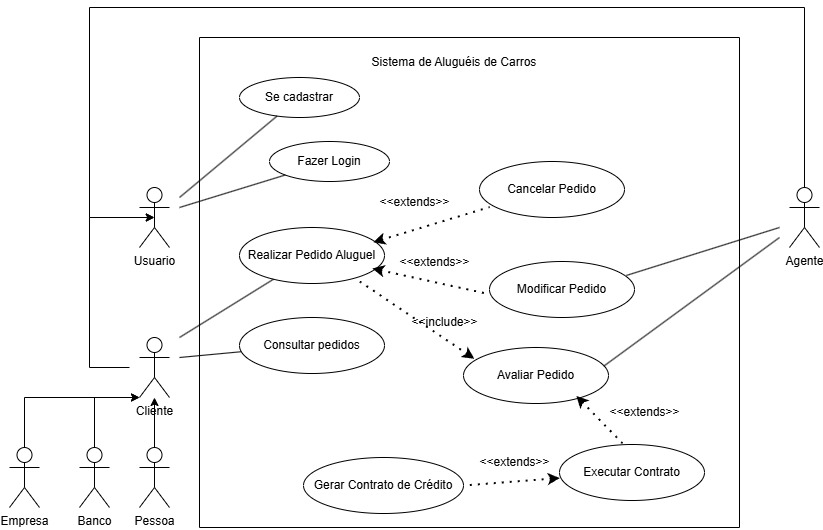 Sistema de Aluguéis de Carros
Se cadastrar
Fazer Login
Cancelar Pedido
<<extends>>
Usuario
Realizar Pedido Aluguel
<<extends>>
Agente
Modificar Pedido
<<include>>
Consultar pedidos
Avaliar Pedido
Cliente
<<extends>>
<<extends>>
Executar Contrato
Gerar Contrato de Crédito
Empresa
Banco
Pessoa